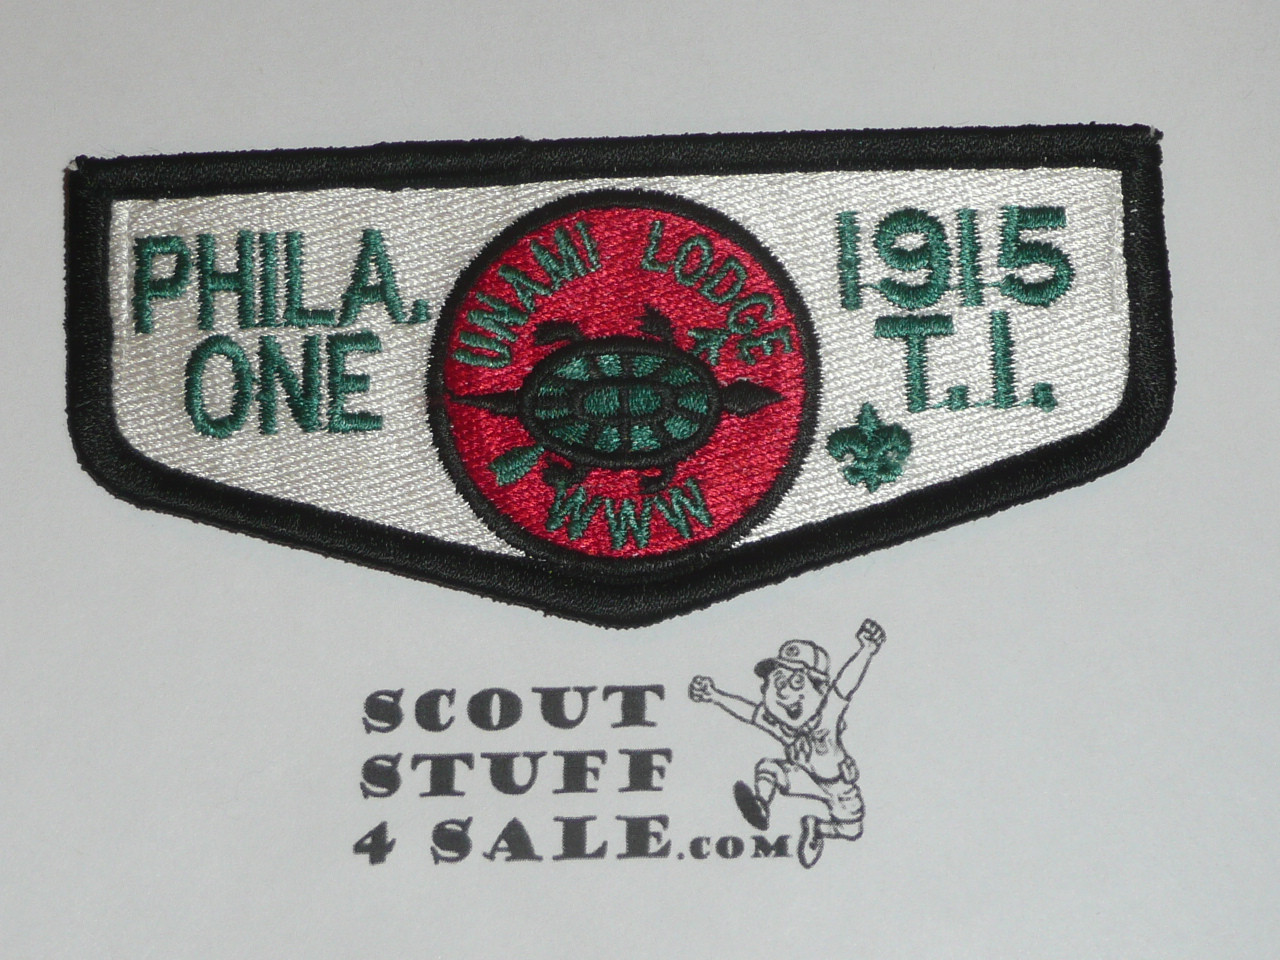 PHILA.
ONE
UNAMI LODGE
WWW
1915
T.I.
SCOUT
STUFF
4 SALE.COM